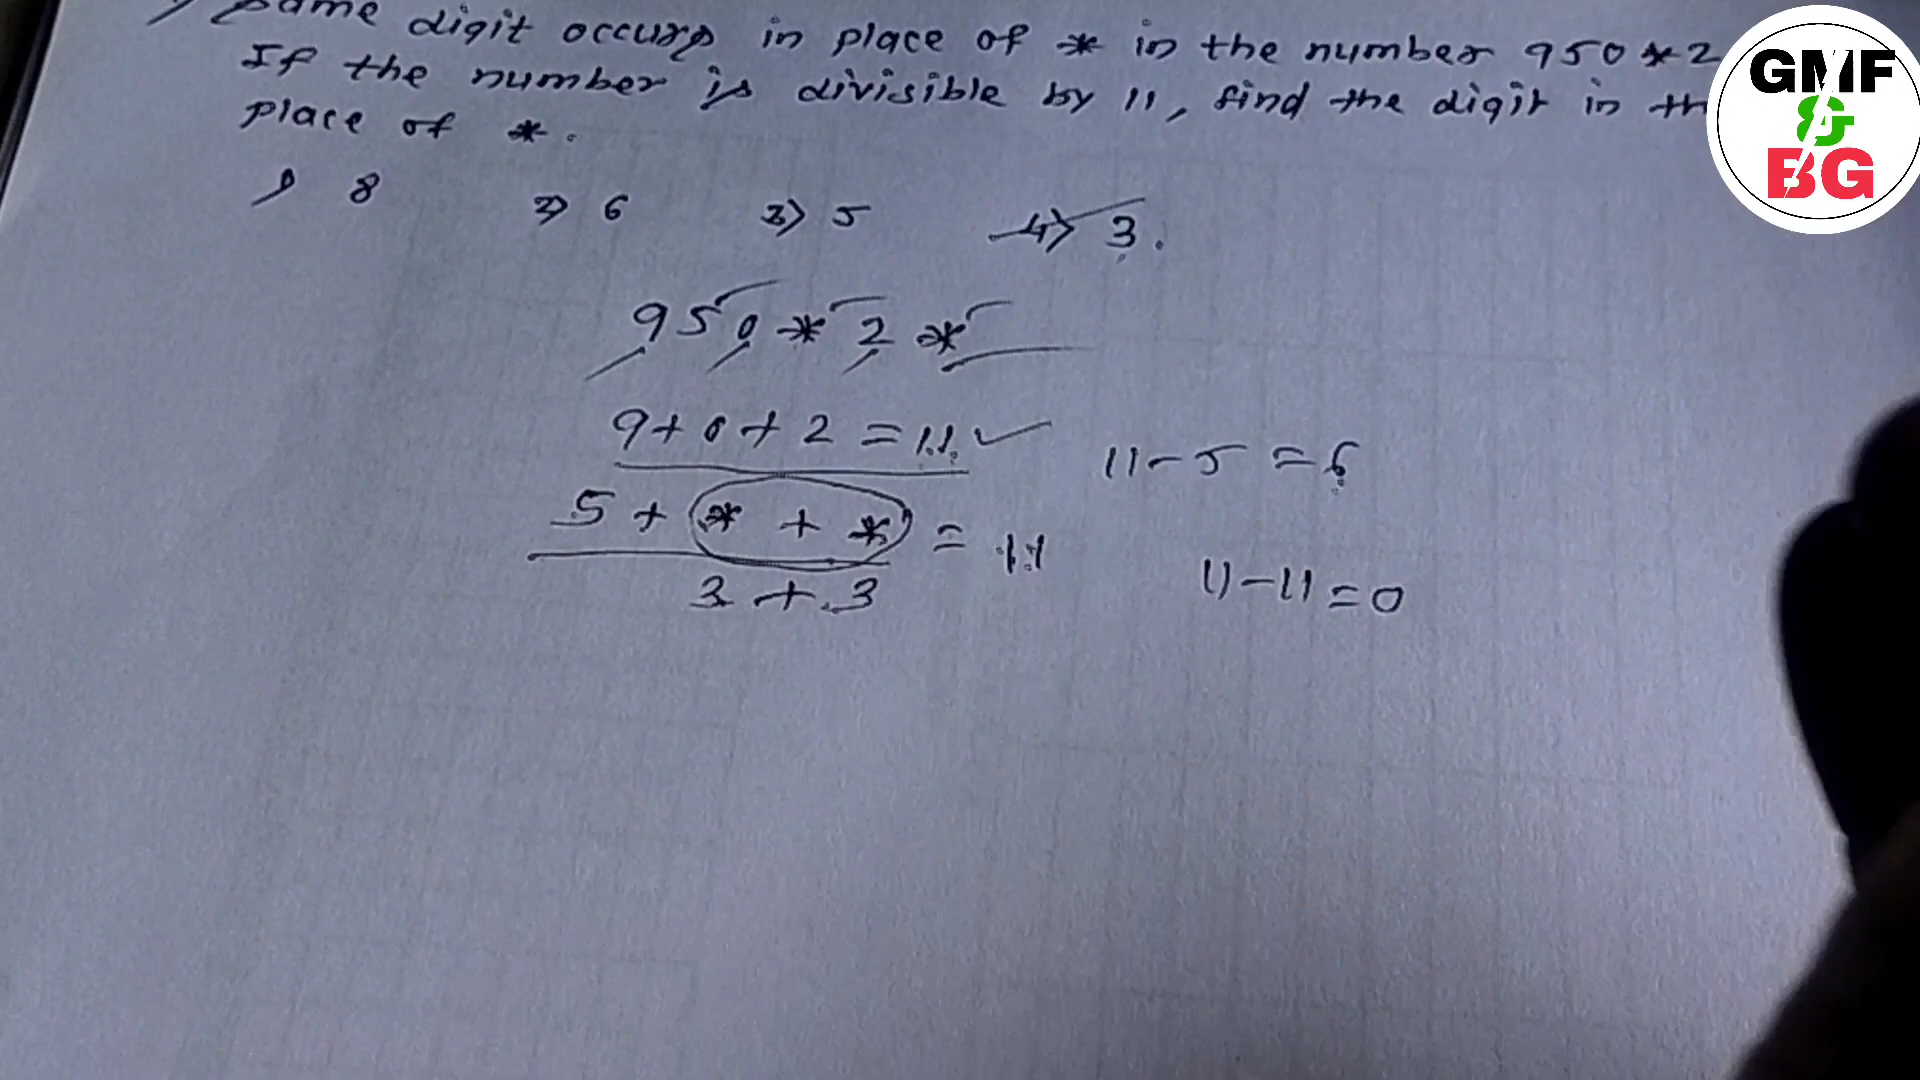 Same digit occurs in place of * in the number 950*2
If the number is divisible by 11, find the digit in th
place of *.
1) 8 2) 6 3) 5 4) 3.
950*2*
9+0+2=11 ✓ 11-5=6
5+*+*=11
3+3 11-11=0
GMF
&
BG